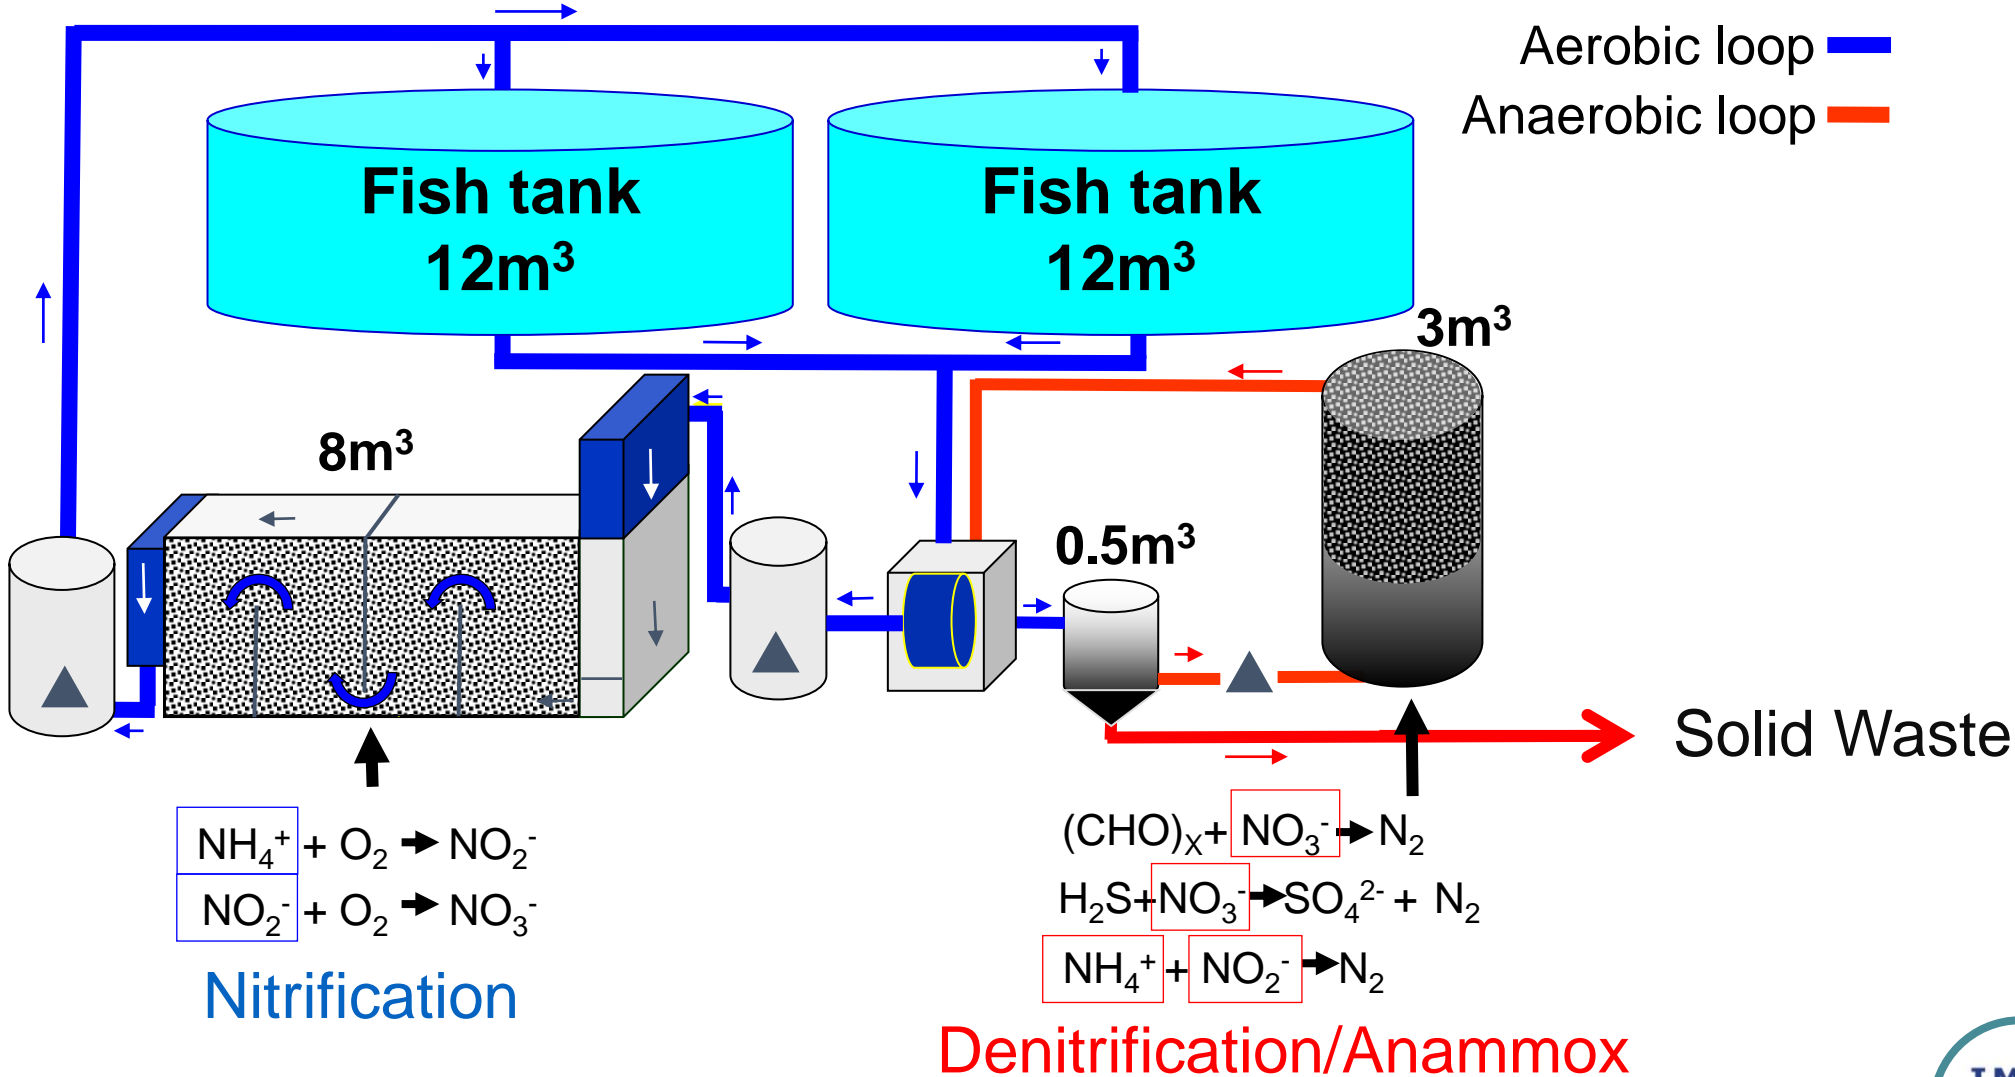 Aerobic loop
Anaerobic loop
Fish tank
12m³
Fish tank
12m³
3m³
8m³
0.5m³
Solid Waste
NH₄⁺ + O₂ → NO₂⁻
NO₂⁻ + O₂ → NO₃⁻
Nitrification
(CHO)ₓ+ NO₃⁻ → N₂
H₂S+NO₃⁻ → SO₄²⁻ + N₂
NH₄⁺ + NO₂⁻ → N₂
Denitrification/Anammox